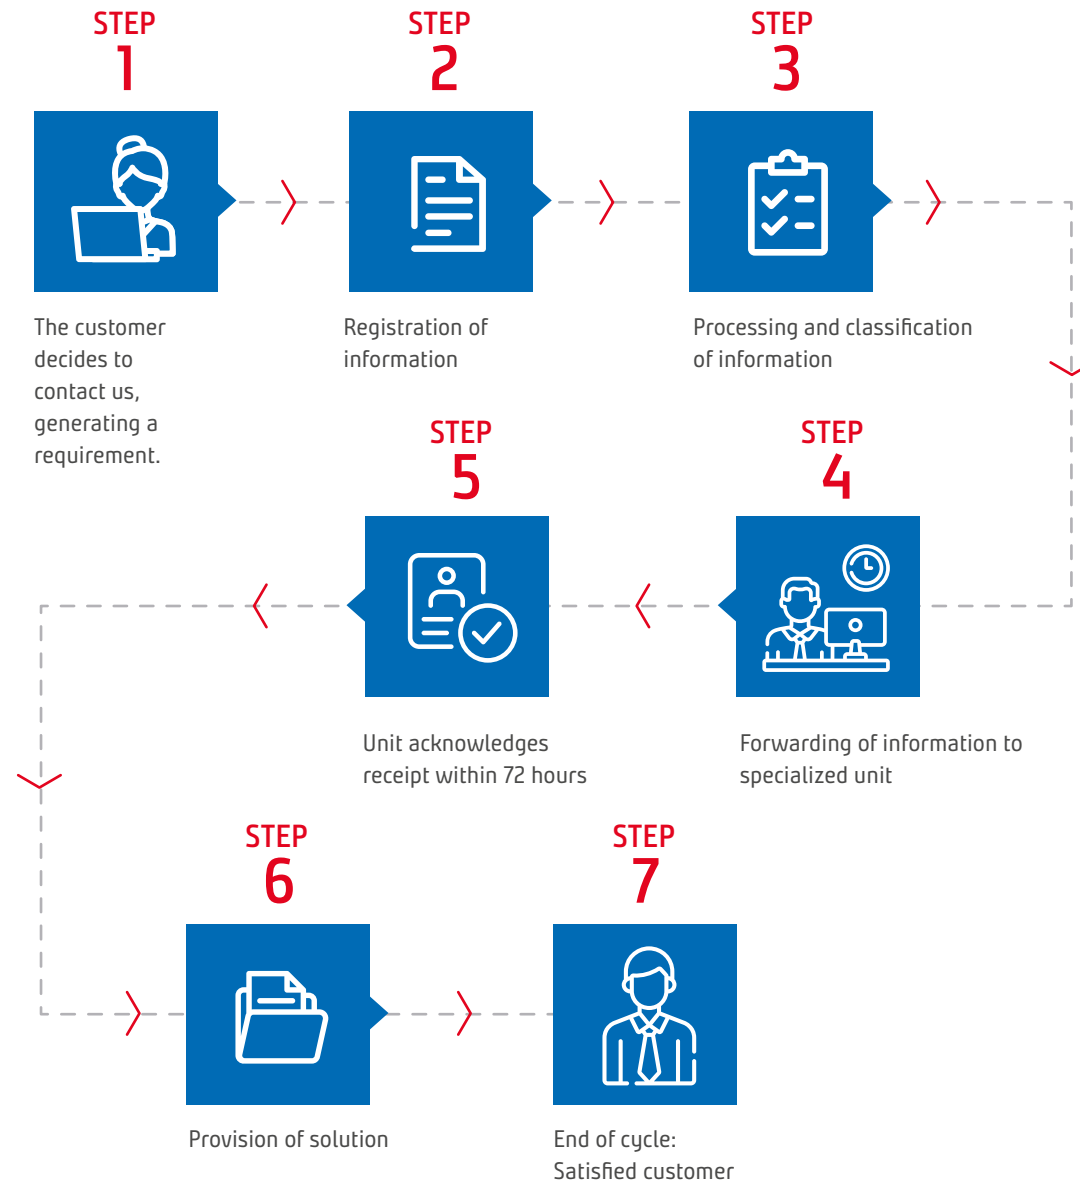 STEP
1
STEP
2
STEP
3
The customer
decides to
contact us,
generating a
requirement.
Registration of
information
Processing and classification
of information
STEP
4
Forwarding of information to
specialized unit
STEP
5
Unit acknowledges
receipt within 72 hours
STEP
6
Provision of solution
STEP
7
End of cycle:
Satisfied customer